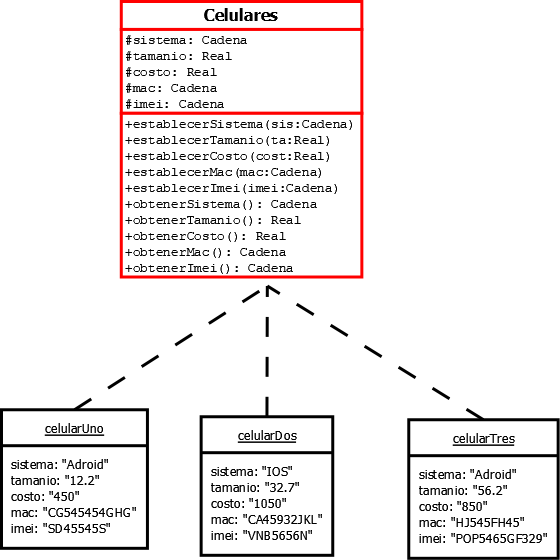 Celulares
#sistema: Cadena
#tamanio: Real
#costo: Real
#mac: Cadena
#imei: Cadena
+establecerSistema(sis:Cadena)
+establecerTamanio(ta:Real)
+establecerCosto(cost:Real)
+establecerMac(mac:Cadena)
+establecerImei(imei:Cadena)
+obtenerSistema(): Cadena
+obtenerTamanio(): Real
+obtenerCosto(): Real
+obtenerMac(): Cadena
+obtenerImei(): Cadena
celularUno
sistema: "Adroid"
tamanio: "12.2"
costo: "450"
mac: "CG545454GHG"
imei: "SD45545S"
celularDos
sistema: "IOS"
tamanio: "32.7"
costo: "1050"
mac: "CA45932JKL"
imei: "VNB5656N"
celularTres
sistema: "Adroid"
tamanio: "56.2"
costo: "850"
mac: "HJ545FH45"
imei: "POP5465GF329"